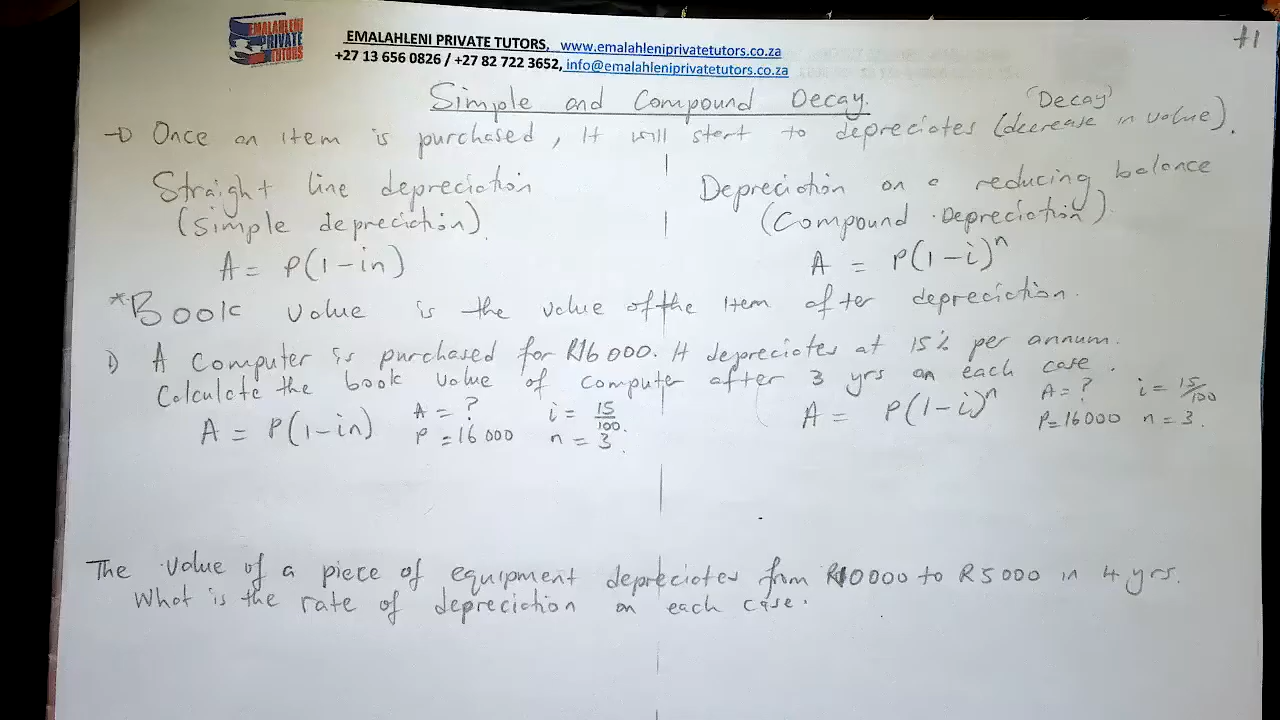 EMALAHLENI PRIVATE TUTORS
EMALAHLENI PRIVATE TUTORS, www.emalahleniprivatetutors.co.za
+27 13 656 0826 / +27 82 722 3652, info@emalahleniprivatetutors.co.za
Simple and Compound Decay.
(Decay)
Once an item is purchased, It will start to depreciates (decrease in value).
Straight line depreciation
(Simple depreciation)
A = P(1-in)
Depreciation on a reducing balance
(Compound Depreciation)
A = P(1-i)ⁿ
*Book value is the value of the Item after depreciation.
1) A Computer is purchased for R16 000. It depreciates at 15% per annum.
Calculate the book value of computer after 3 yrs on each case.
A = P(1-in)
A = ? i = 15/100.
P = 16 000 n = 3.
A = P(1-i)ⁿ
A = ? i = 15/100
P = 16 000 n = 3.
The value of a piece of equipment depreciates from R10000 to R5000 in 4 yrs.
What is the rate of depreciation on each case.